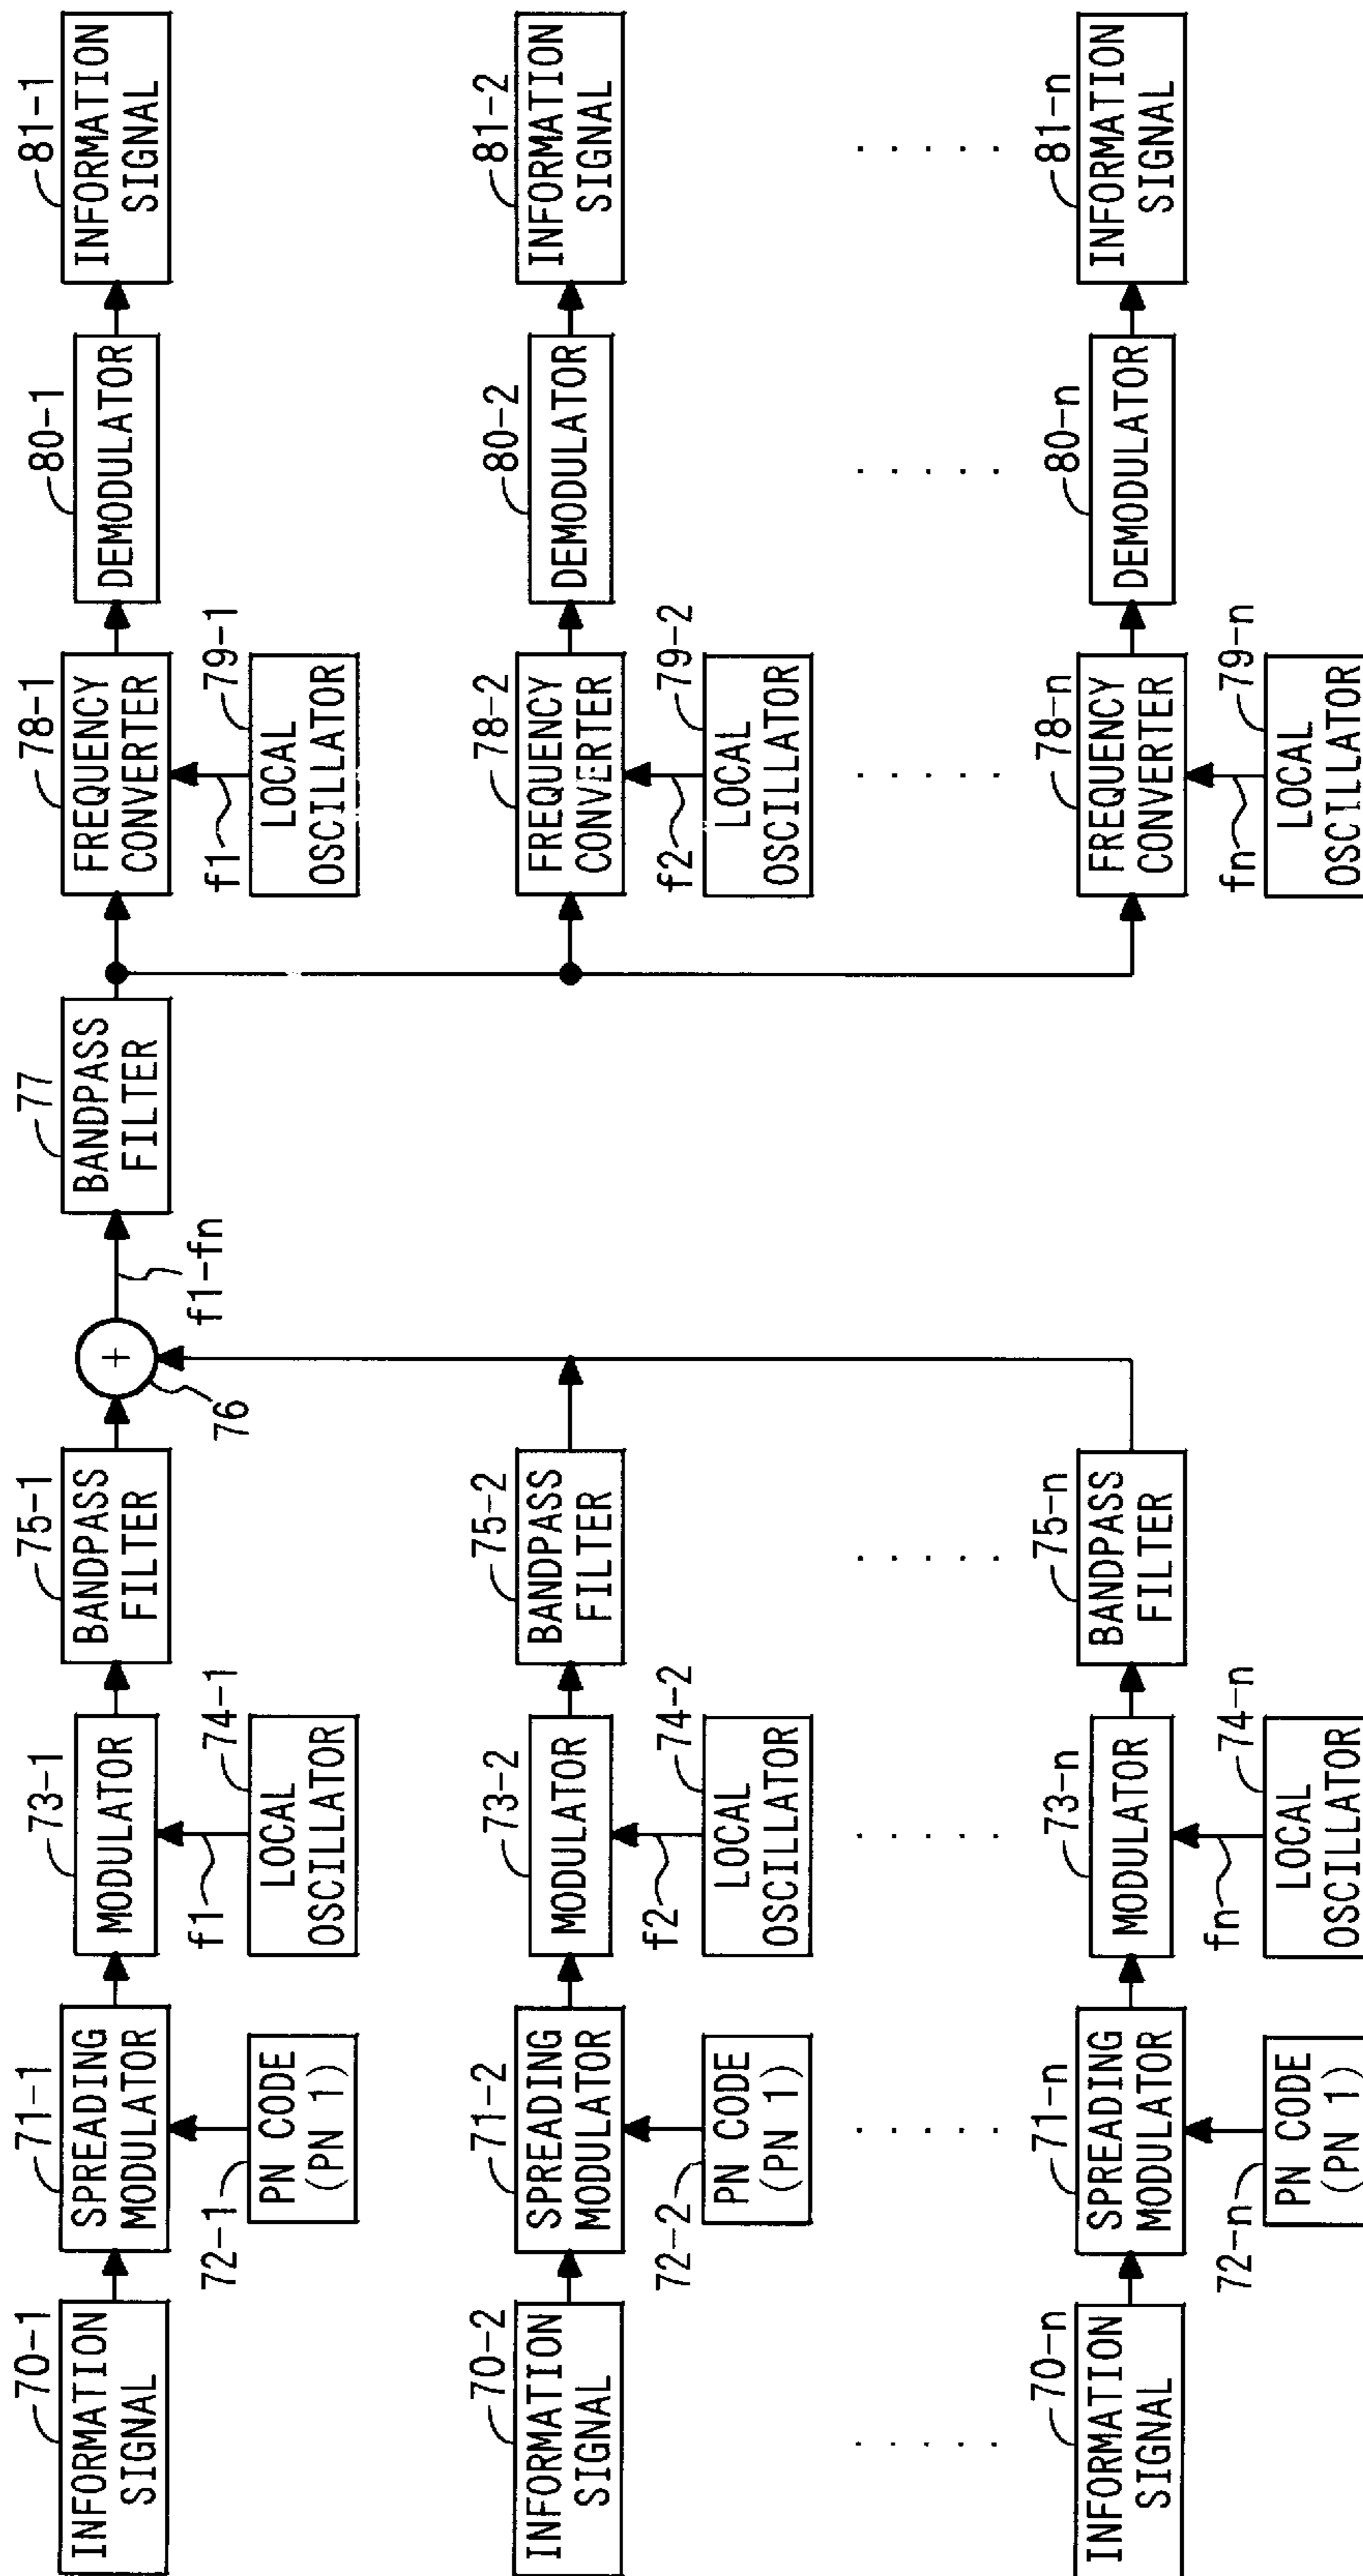 70-1
INFORMATION
SIGNAL
71-1
SPREADING
MODULATOR
72-1
PN CODE
(PN 1)
73-1
MODULATOR
f1
74-1
LOCAL
OSCILLATOR
75-1
BANDPASS
FILTER
+
76
f1-fn
77
BANDPASS
FILTER
78-1
FREQUENCY
CONVERTER
f1
79-1
LOCAL
OSCILLATOR
80-1
DEMODULATOR
81-1
INFORMATION
SIGNAL
70-2
INFORMATION
SIGNAL
71-2
SPREADING
MODULATOR
72-2
PN CODE
(PN 1)
73-2
MODULATOR
f2
74-2
LOCAL
OSCILLATOR
75-2
BANDPASS
FILTER
78-2
FREQUENCY
CONVERTER
f2
79-2
LOCAL
OSCILLATOR
80-2
DEMODULATOR
81-2
INFORMATION
SIGNAL
70-n
INFORMATION
SIGNAL
71-n
SPREADING
MODULATOR
72-n
PN CODE
(PN 1)
73-n
MODULATOR
fn
74-n
LOCAL
OSCILLATOR
75-n
BANDPASS
FILTER
78-n
FREQUENCY
CONVERTER
fn
79-n
LOCAL
OSCILLATOR
80-n
DEMODULATOR
81-n
INFORMATION
SIGNAL